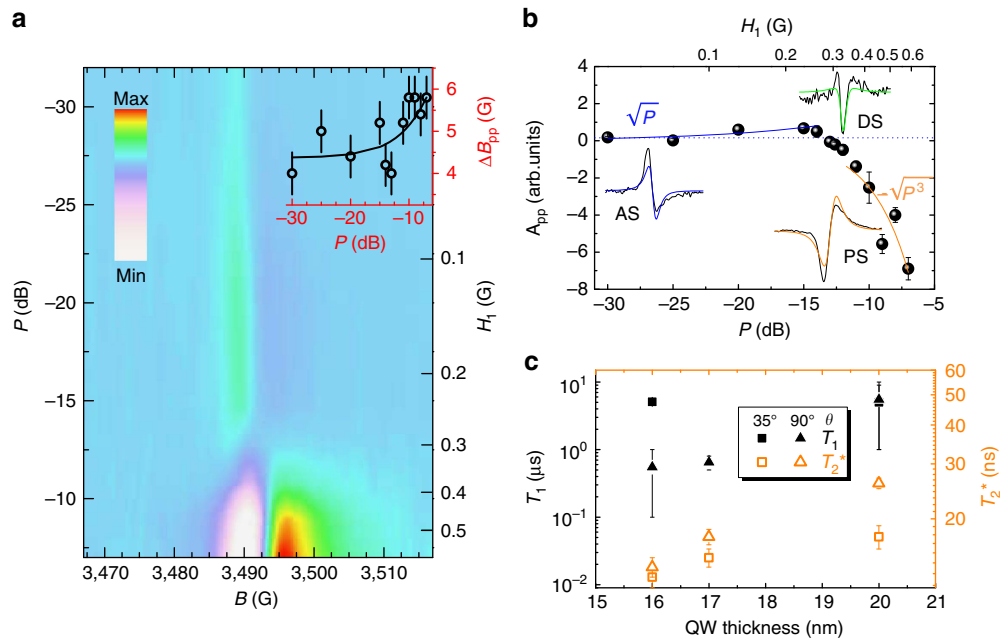 a
Max
Min
−30
−25
−20
−15
−10
P (dB)
3,470
3,480
3,490
3,500
3,510
B (G)
0.1
0.2
0.3
0.4
0.5
H1 (G)
6
5
4
ΔBpp (G)
−30
−20
−10
P (dB)
b
H1 (G)
0.1
0.2
0.3
0.4
0.5
0.6
4
2
0
−2
−4
−6
−8
App (arb.units)
√P
AS
DS
PS
−√P3
−30
−25
−20
−15
−10
−5
P (dB)
c
101
100
10−1
10−2
T1 (μs)
35° 90° θ
T1
T2*
60
50
40
30
20
T2* (ns)
15
16
17
18
19
20
21
QW thickness (nm)